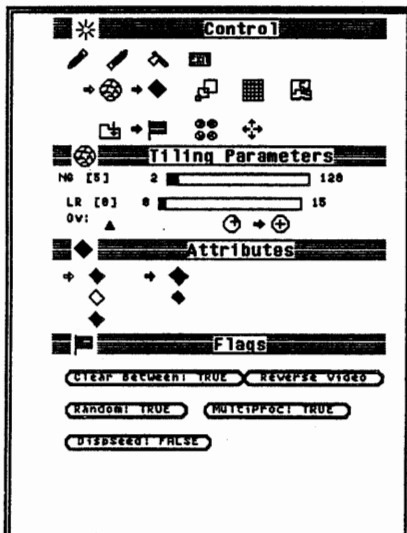 Control
Tiling Parameters
NG [5] 2 128
LR [0] 0 15
Ov:
Attributes
Flags
Clear Between: TRUE Reverse Video
Random: TRUE MultiProc: TRUE
DispSeed: FALSE